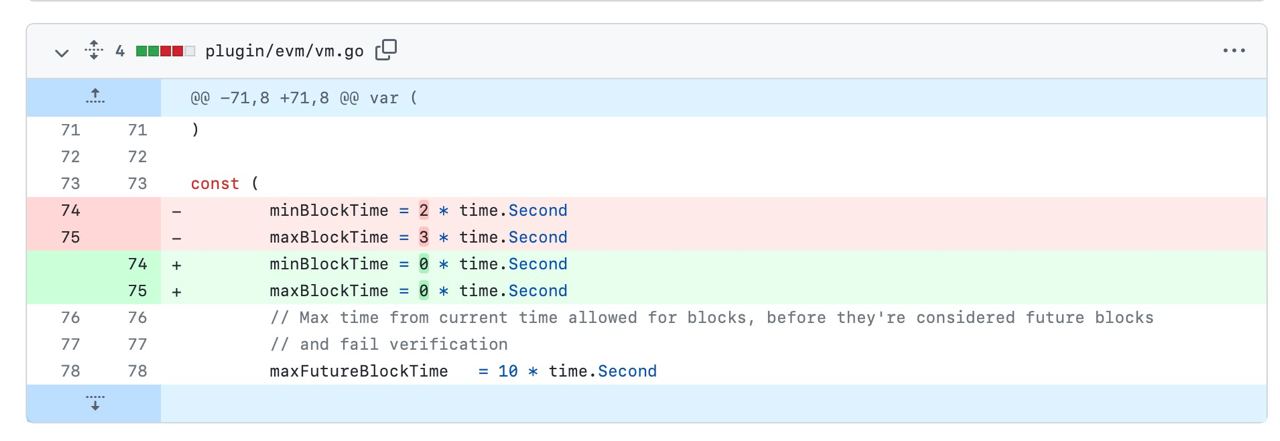 4 plugin/evm/vm.go
@@ -71,8 +71,8 @@ var (
71 71 )
72 72
73 73 const (
74 - minBlockTime = 2 * time.Second
75 - maxBlockTime = 3 * time.Second
74 + minBlockTime = 0 * time.Second
75 + maxBlockTime = 0 * time.Second
76 76 // Max time from current time allowed for blocks, before they're considered future blocks
77 77 // and fail verification
78 78 maxFutureBlockTime = 10 * time.Second